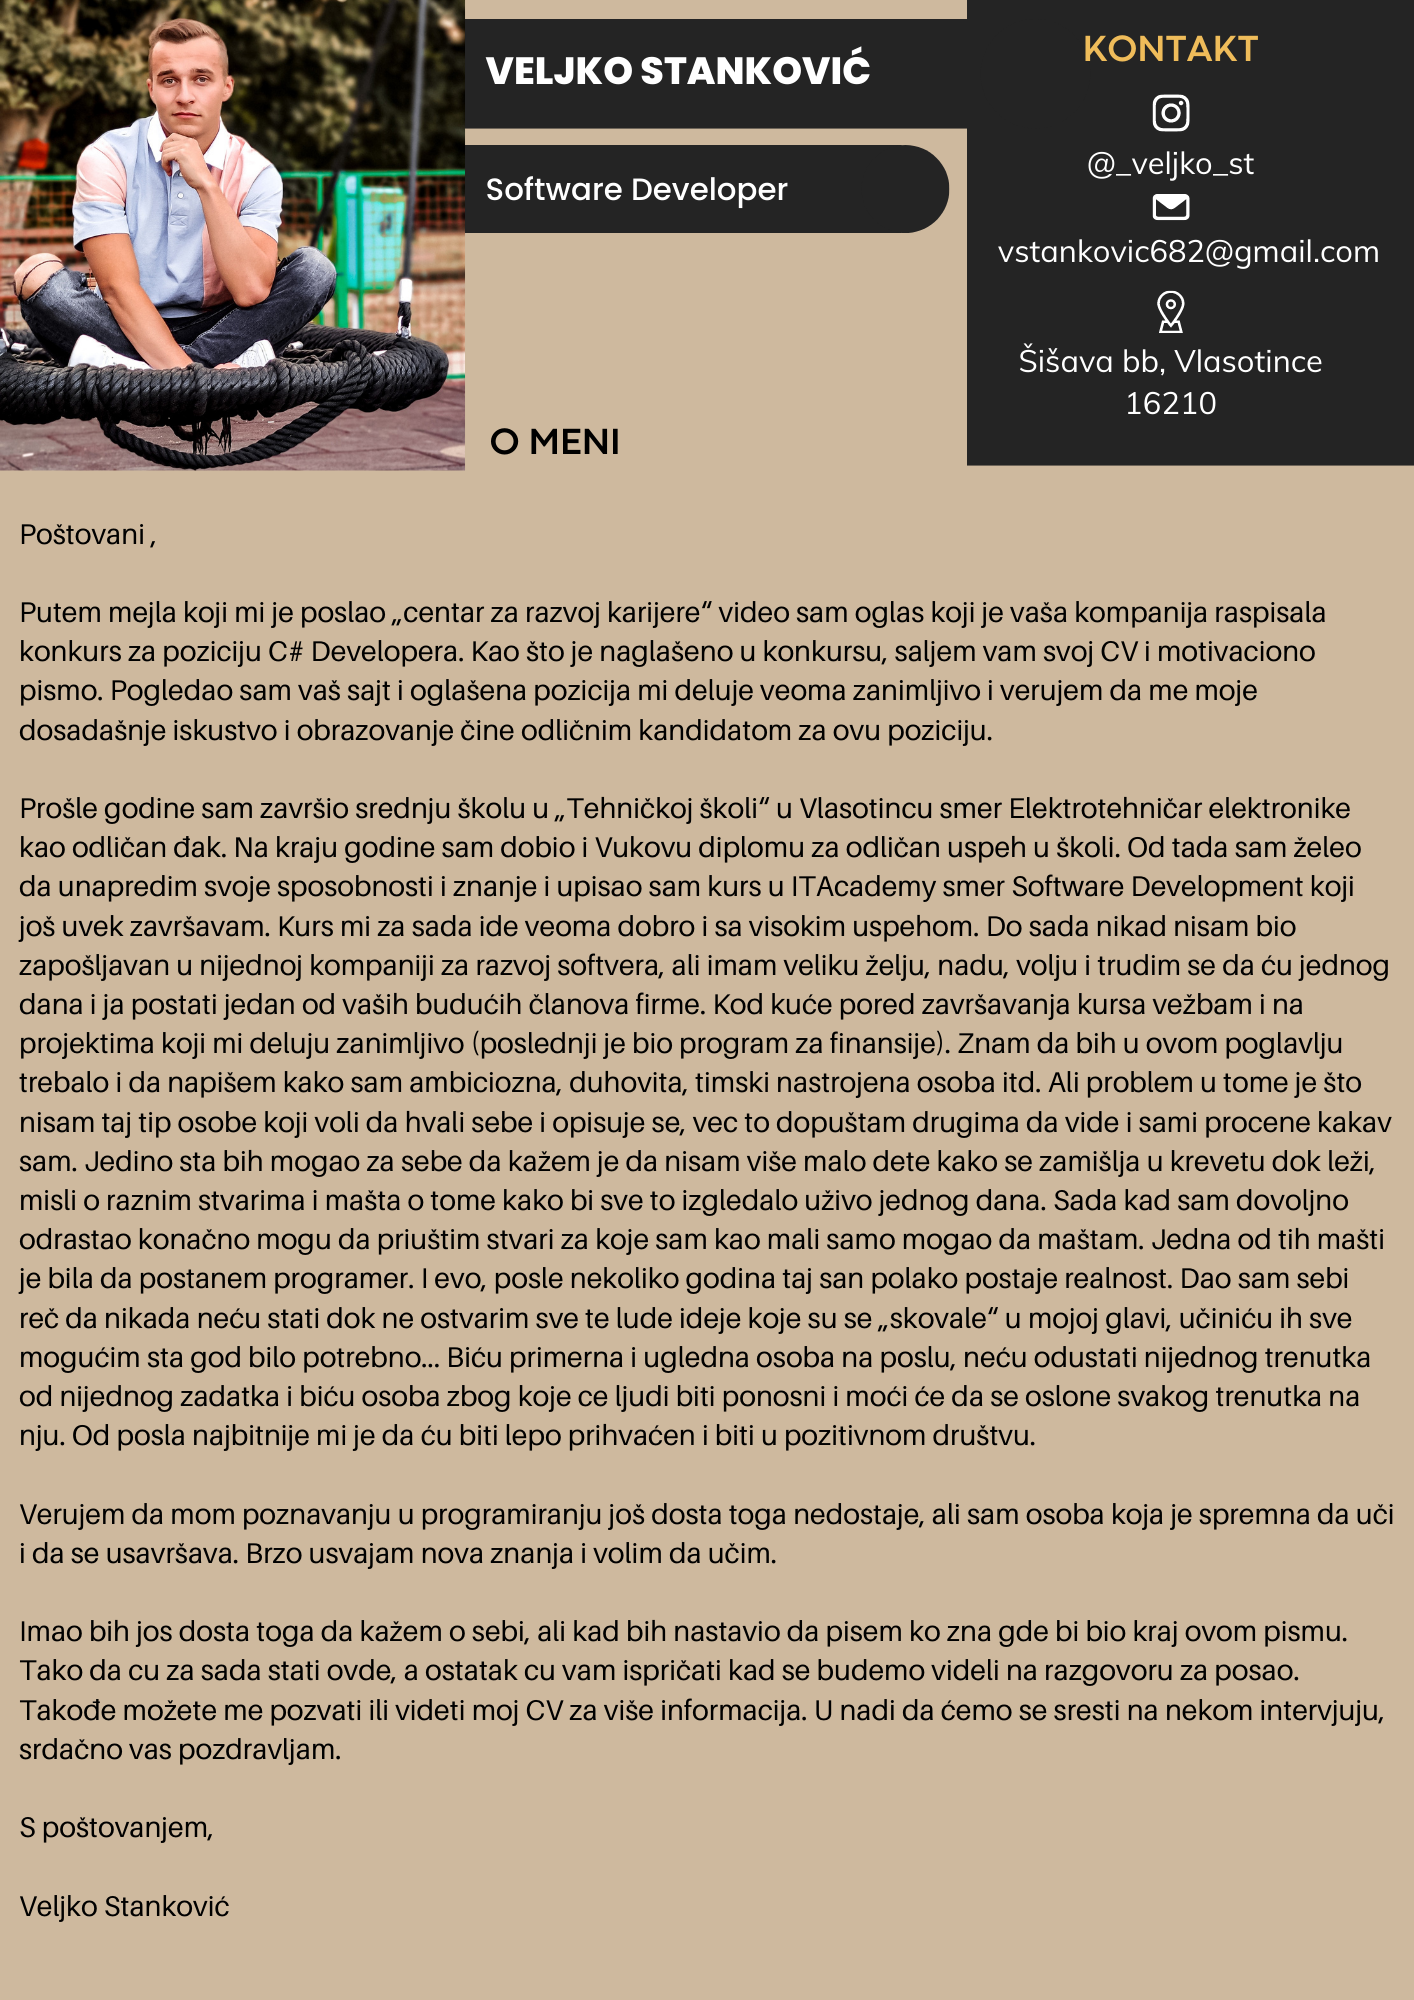 VELJKO STANKOVIĆ
Software Developer
KONTAKT
@_veljko_st
vstankovic682@gmail.com
Šišava bb, Vlasotince
16210
O MENI
Poštovani ,
Putem mejla koji mi je poslao „centar za razvoj karijere“ video sam oglas koji je vaša kompanija raspisala
konkurs za poziciju C# Developera. Kao što je naglašeno u konkursu, saljem vam svoj CV i motivaciono
pismo. Pogledao sam vaš sajt i oglašena pozicija mi deluje veoma zanimljivo i verujem da me moje
dosadašnje iskustvo i obrazovanje čine odličnim kandidatom za ovu poziciju.
Prošle godine sam završio srednju školu u „Tehničkoj školi“ u Vlasotincu smer Elektrotehničar elektronike
kao odličan đak. Na kraju godine sam dobio i Vukovu diplomu za odličan uspeh u školi. Od tada sam želeo
da unapredim svoje sposobnosti i znanje i upisao sam kurs u ITAcademy smer Software Development koji
još uvek završavam. Kurs mi za sada ide veoma dobro i sa visokim uspehom. Do sada nikad nisam bio
zapošljavan u nijednoj kompaniji za razvoj softvera, ali imam veliku želju, nadu, volju i trudim se da ću jednog
dana i ja postati jedan od vaših budućih članova firme. Kod kuće pored završavanja kursa vežbam i na
projektima koji mi deluju zanimljivo (poslednji je bio program za finansije). Znam da bih u ovom poglavlju
trebalo i da napišem kako sam ambiciozna, duhovita, timski nastrojena osoba itd. Ali problem u tome je što
nisam taj tip osobe koji voli da hvali sebe i opisuje se, vec to dopuštam drugima da vide i sami procene kakav
sam. Jedino sta bih mogao za sebe da kažem je da nisam više malo dete kako se zamišlja u krevetu dok leži,
misli o raznim stvarima i mašta o tome kako bi sve to izgledalo uživo jednog dana. Sada kad sam dovoljno
odrastao konačno mogu da priuštim stvari za koje sam kao mali samo mogao da maštam. Jedna od tih mašti
je bila da postanem programer. I evo, posle nekoliko godina taj san polako postaje realnost. Dao sam sebi
reč da nikada neću stati dok ne ostvarim sve te lude ideje koje su se „skovale“ u mojoj glavi, učiniću ih sve
mogućim sta god bilo potrebno... Biću primerna i ugledna osoba na poslu, neću odustati nijednog trenutka
od nijednog zadatka i biću osoba zbog koje ce ljudi biti ponosni i moći će da se oslone svakog trenutka na
nju. Od posla najbitnije mi je da ću biti lepo prihvaćen i biti u pozitivnom društvu.
Verujem da mom poznavanju u programiranju još dosta toga nedostaje, ali sam osoba koja je spremna da uči
i da se usavršava. Brzo usvajam nova znanja i volim da učim.
Imao bih jos dosta toga da kažem o sebi, ali kad bih nastavio da pisem ko zna gde bi bio kraj ovom pismu.
Tako da cu za sada stati ovde, a ostatak cu vam ispričati kad se budemo videli na razgovoru za posao.
Takođe možete me pozvati ili videti moj CV za više informacija. U nadi da ćemo se sresti na nekom intervjuju,
srdačno vas pozdravljam.
S poštovanjem,
Veljko Stanković